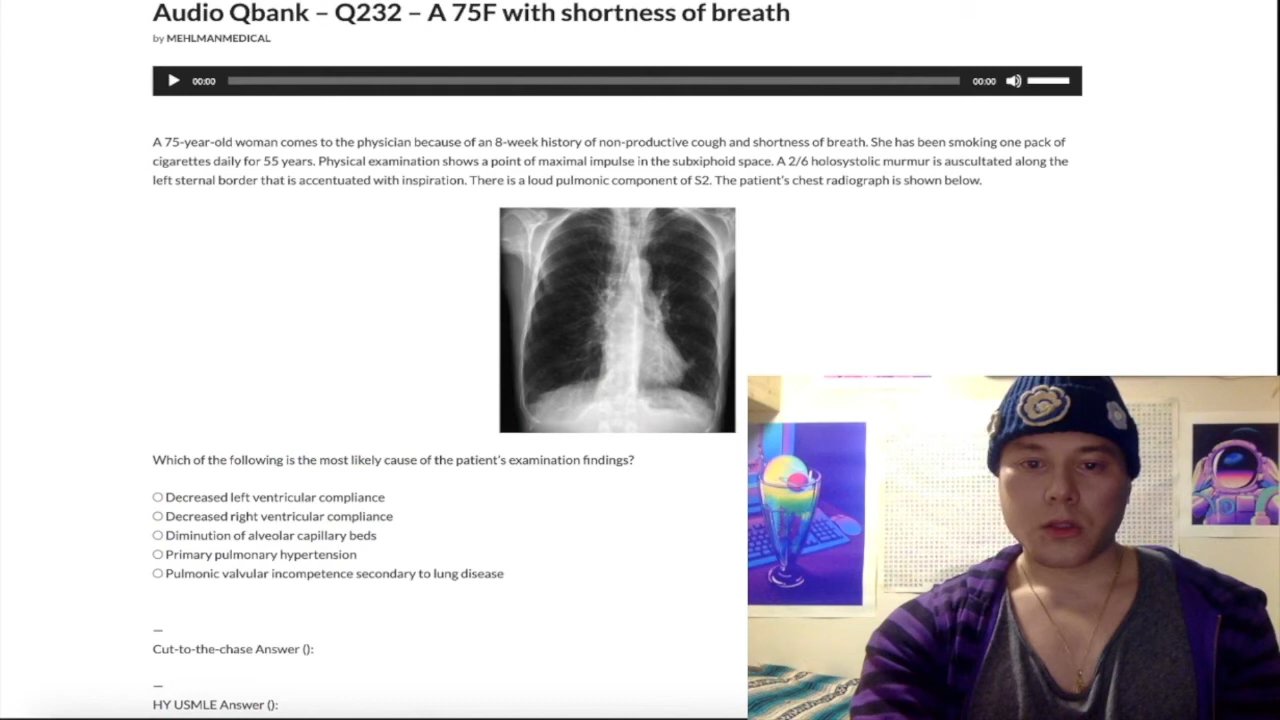 Audio Qbank – Q232 – A 75F with shortness of breath
by MEHLMANMEDICAL
00:00 00:00
A 75-year-old woman comes to the physician because of an 8-week history of non-productive cough and shortness of breath. She has been smoking one pack of
cigarettes daily for 55 years. Physical examination shows a point of maximal impulse in the subxiphoid space. A 2/6 holosystolic murmur is auscultated along the
left sternal border that is accentuated with inspiration. There is a loud pulmonic component of S2. The patient's chest radiograph is shown below.
Which of the following is the most likely cause of the patient's examination findings?
Decreased left ventricular compliance
Decreased right ventricular compliance
Diminution of alveolar capillary beds
Primary pulmonary hypertension
Pulmonic valvular incompetence secondary to lung disease
—
Cut-to-the-chase Answer ():
—
HY USMLE Answer ():